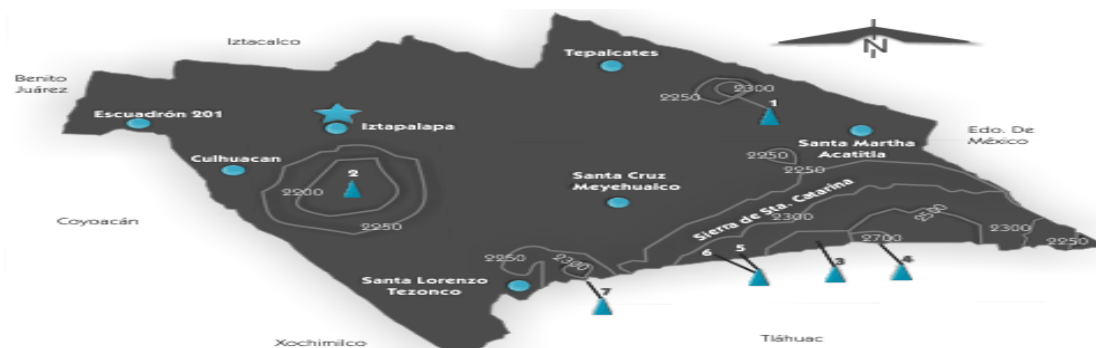 Iztacalco
N
Tepalcates
Benito
Juárez
2250
2300
1
Escuadrón 201
Iztapalapa
Edo. De
México
Santa Martha
Acatitla
Culhuacan
2250
2250
2
Santa Cruz
Meyehualco
2200
Sierra de Sta. Catarina
Coyoacán
2250
2300
2500
2300
2250
2700
6
5
3
4
2250
2300
Santa Lorenzo
Tezonco
7
Xochimilco
Tláhuac